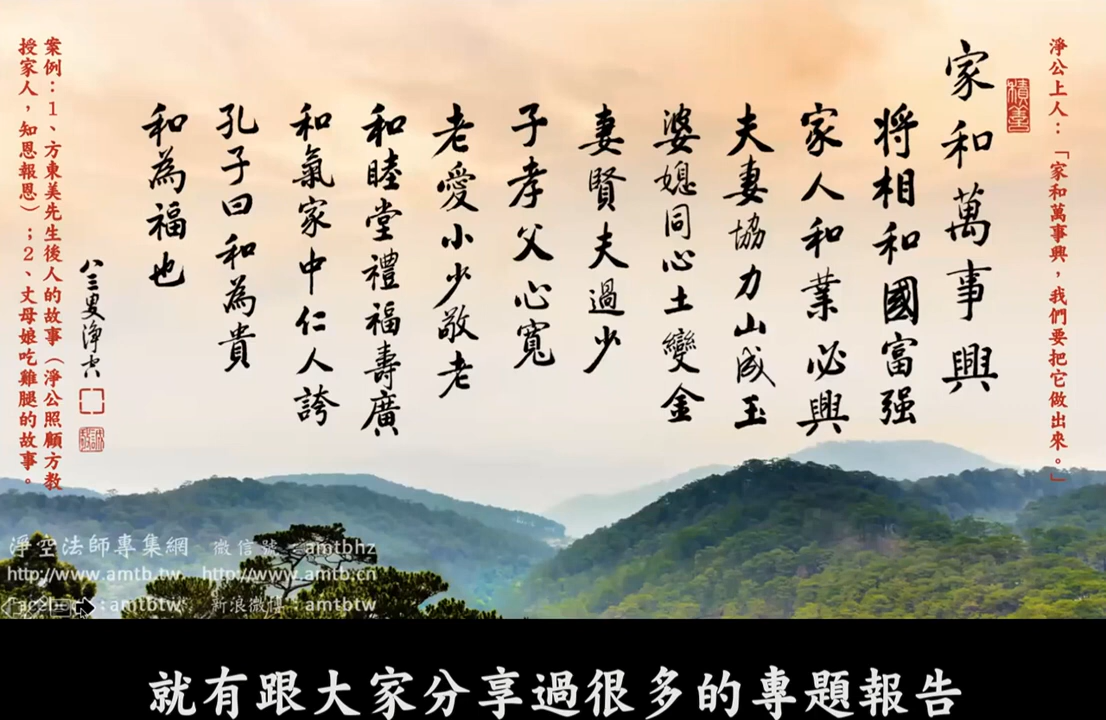 淨公上人：「家和萬事興，我們要把它做出來。」
積善
家和萬事興
将相和國富强
家人和業必興
夫妻協力山成玉
婆媳同心土變金
妻賢夫過少
子孝父心寬
老愛小少敬老
和睦堂禮福壽廣
和氣家中仁人誇
孔子曰和為貴
和為福也
八三叟淨空
案例：1、方東美先生後人的故事（淨公照顧方教
授家人，知恩報恩）；2、丈母娘吃雞腿的故事。
淨空法師專集網　微信號：amtbhz
http://www.amtb.tw　http://www.amtb.cn
Facebook：amtbtw　新浪微博：amtbtw
就有跟大家分享過很多的專題報告